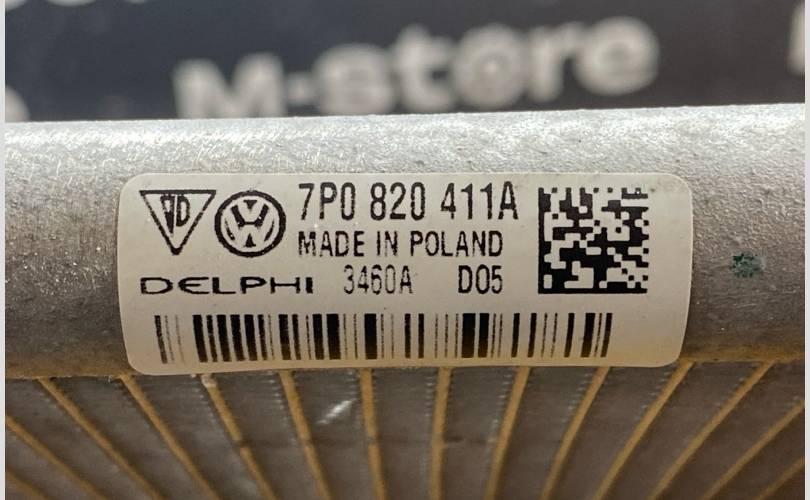 M-store
7P0 820 411A
MADE IN POLAND
DELPHI 3460A D05